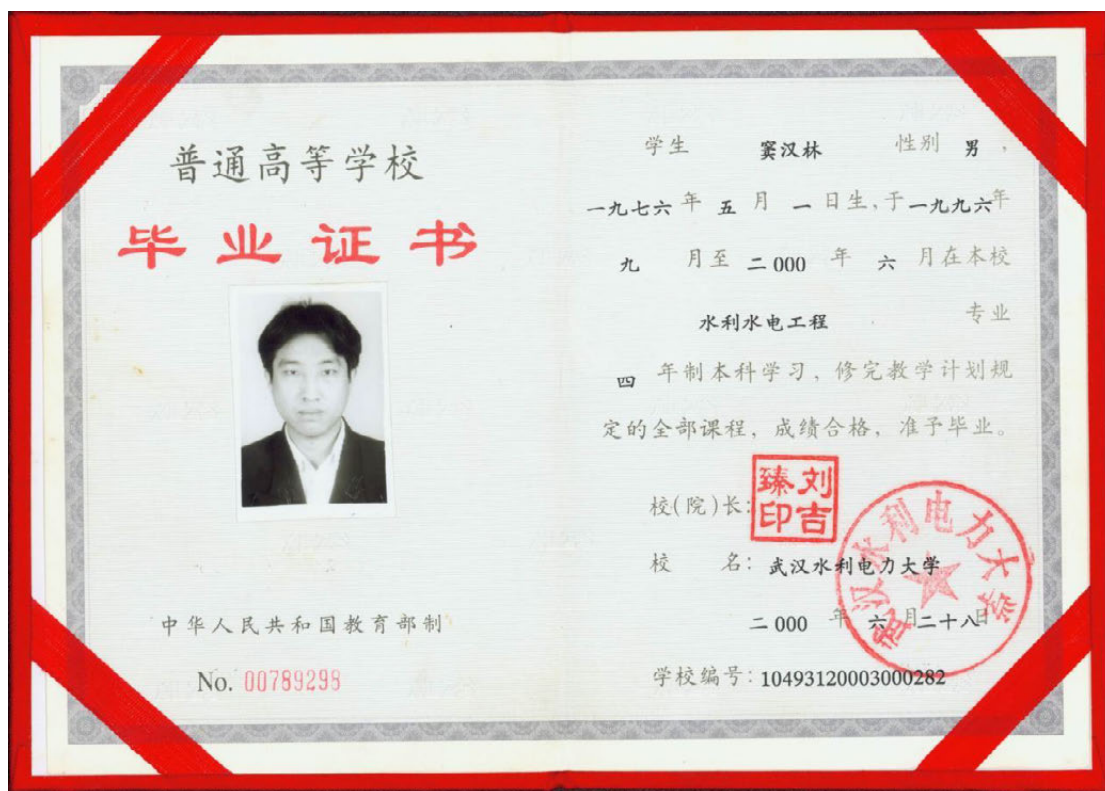 普通高等学校
毕业证书
中华人民共和国教育部制
No. 00789298
学生 窦汉林 性别 男,
一九七六年五月一日生,于一九九六年
九月至二000年六月在本校
水利水电工程 专业
四年制本科学习，修完教学计划规
定的全部课程，成绩合格，准予毕业。
校(院)长:
刘吉臻印
校 名: 武汉水利电力大学
二000年六月二十八日
学校编号: 10493120003000282
武汉水利电力大学